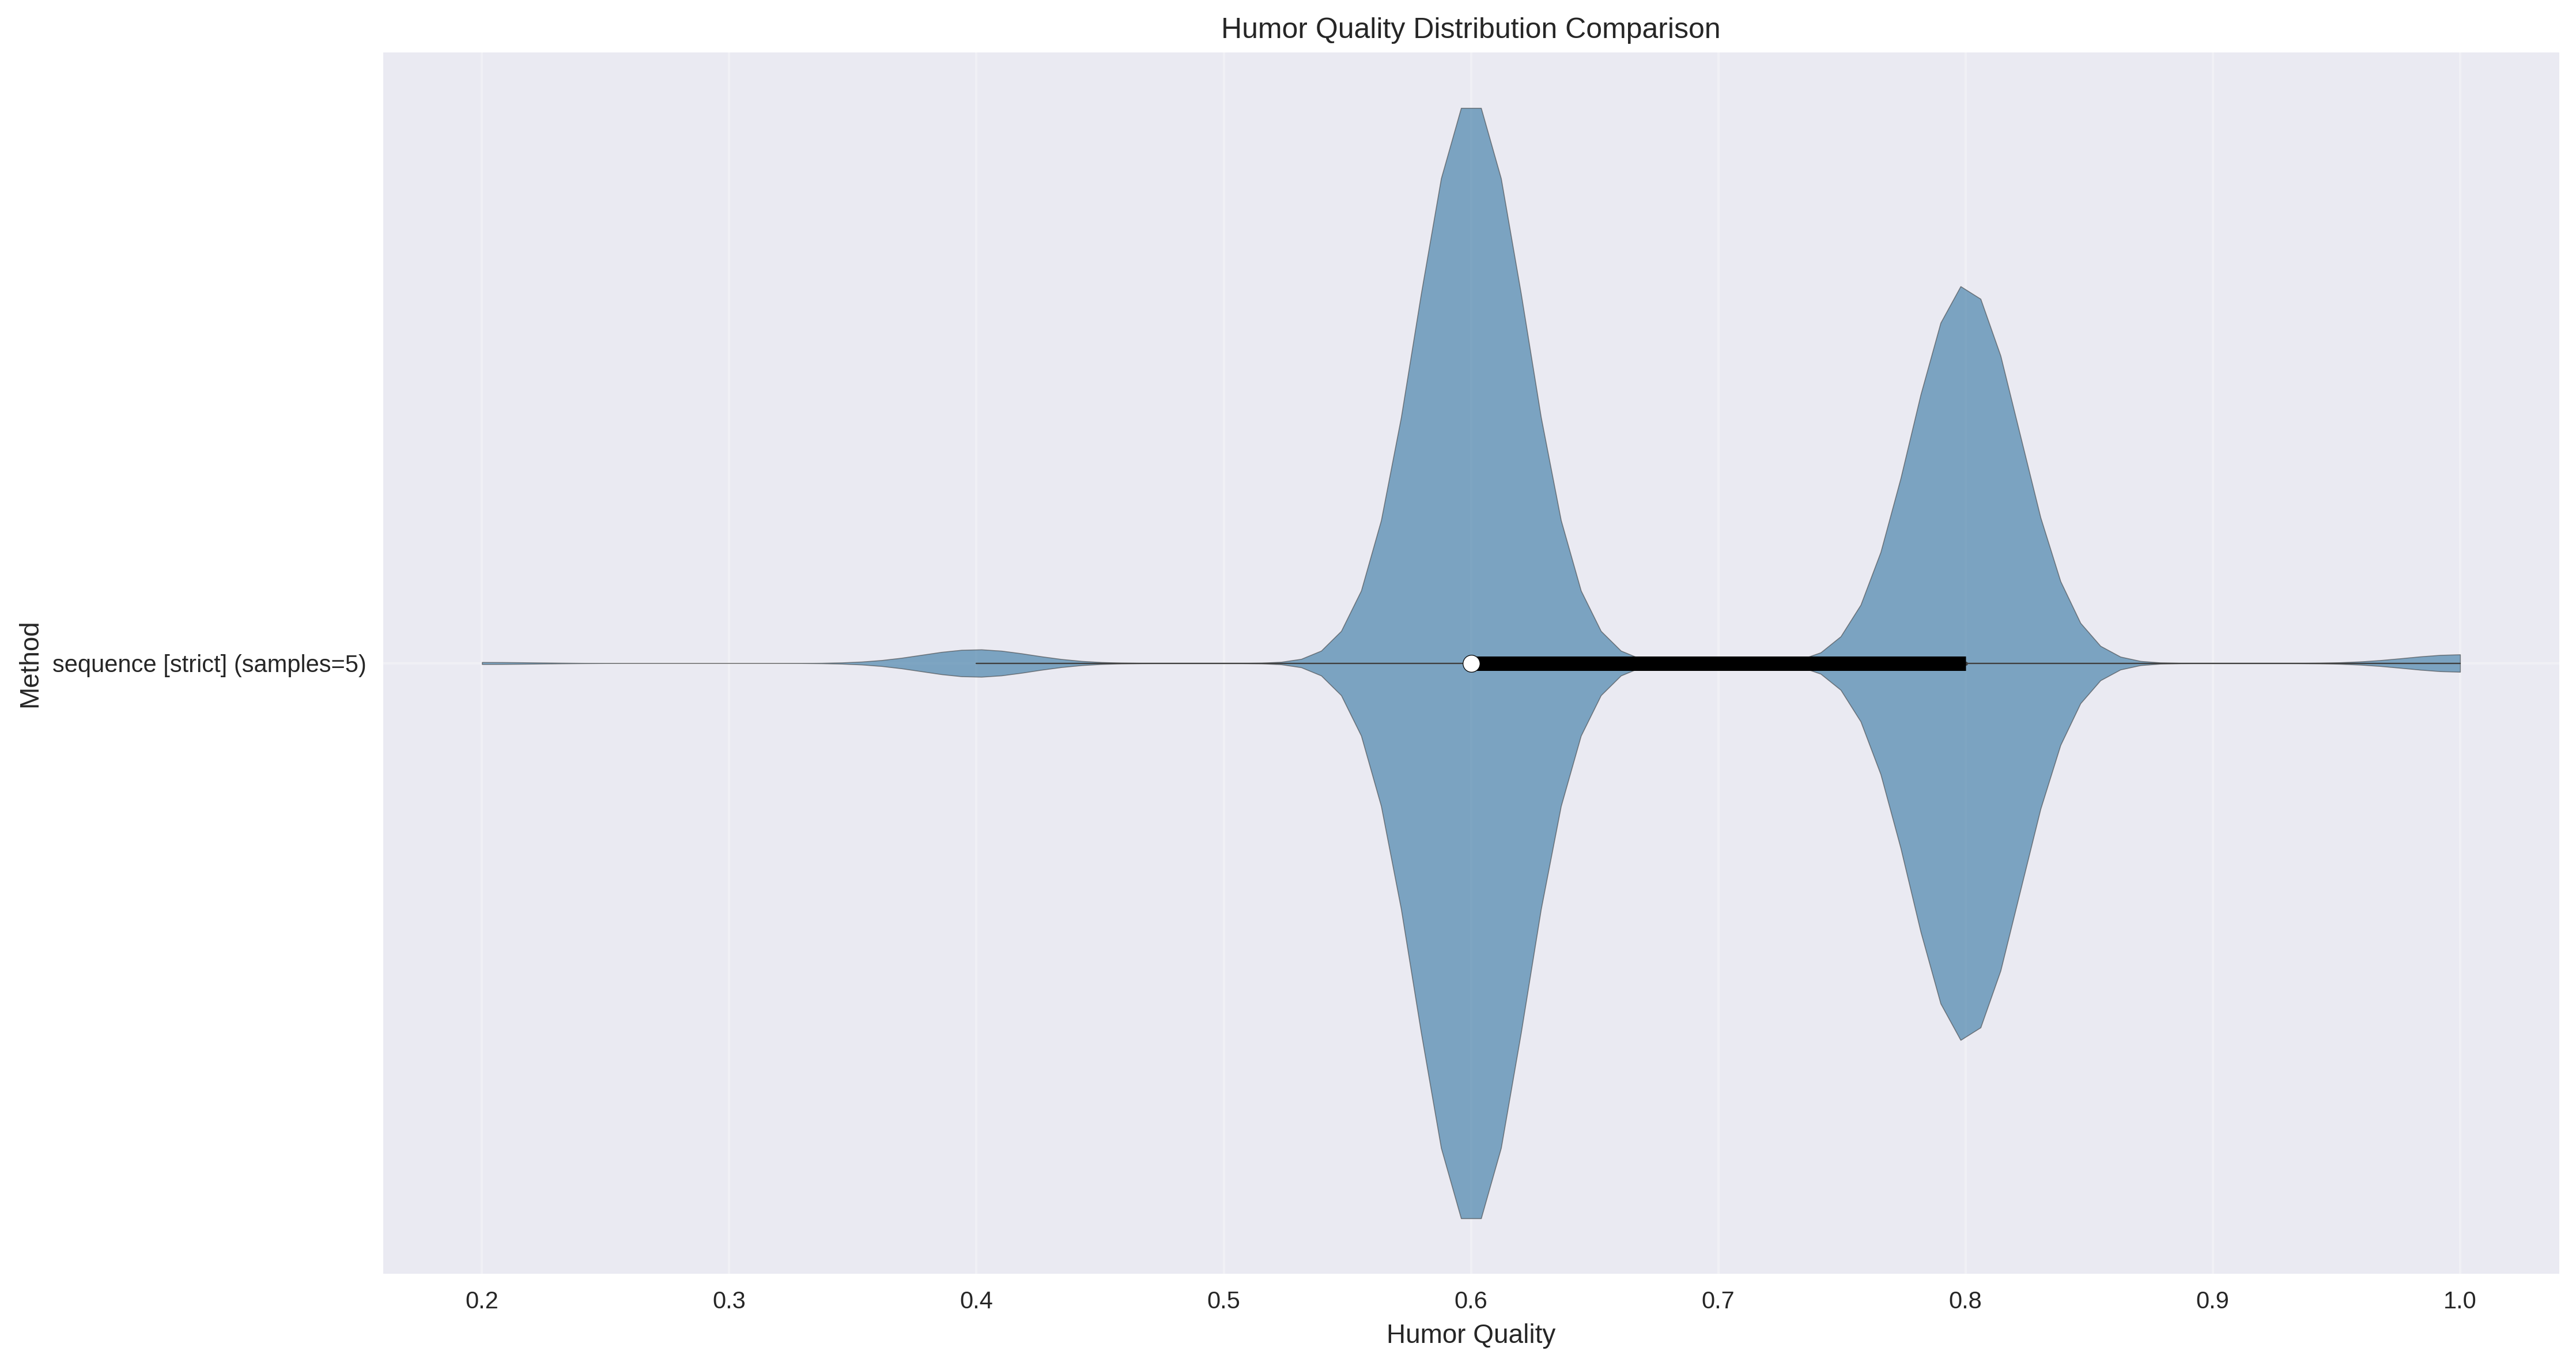 Humor Quality Distribution Comparison
Method
sequence [strict] (samples=5)
0.2 0.3 0.4 0.5 0.6 0.7 0.8 0.9 1.0
Humor Quality